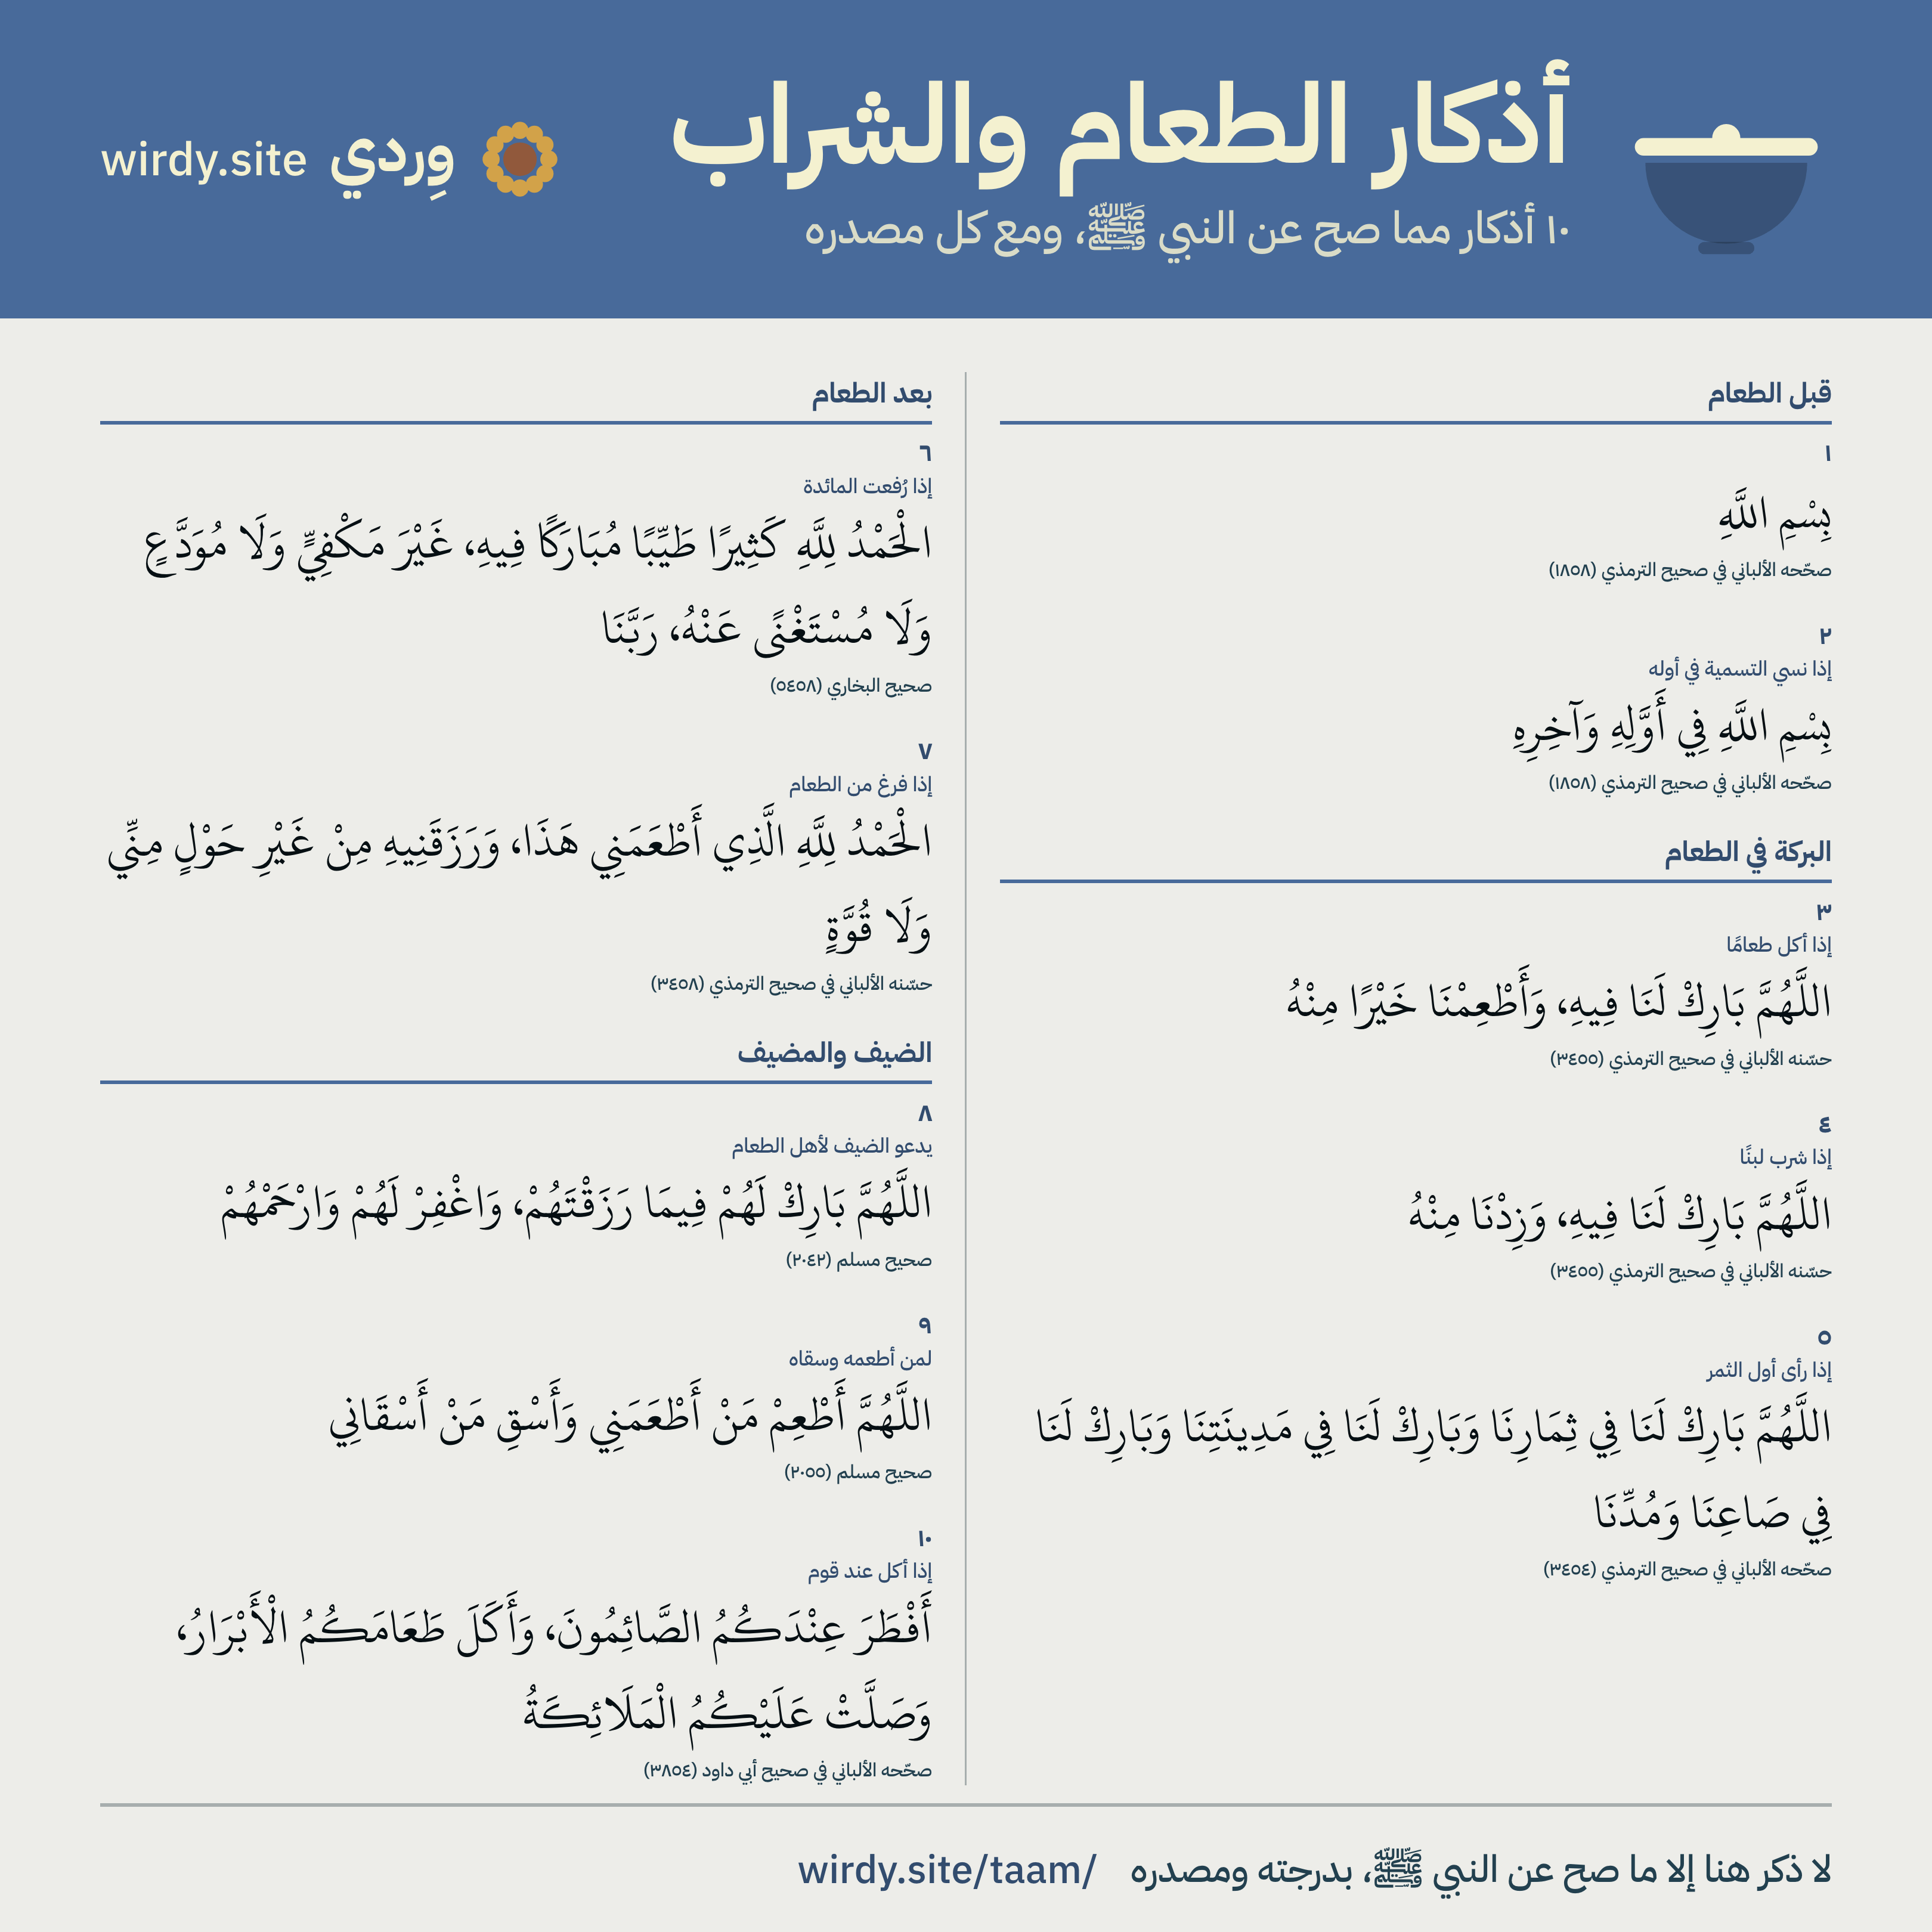 أذكار الطعام والشراب
١٠ أذكار مما صح عن النبي ﷺ، ومع كل مصدره
وِردي wirdy.site
قبل الطعام
١
بِسْمِ اللَّهِ
صحّحه الألباني في صحيح الترمذي (١٨٥٨)
٢
إذا نسي التسمية في أوله
بِسْمِ اللَّهِ فِي أَوَّلِهِ وَآخِرِهِ
صحّحه الألباني في صحيح الترمذي (١٨٥٨)
البركة في الطعام
٣
إذا أكل طعامًا
اللَّهُمَّ بَارِكْ لَنَا فِيهِ، وَأَطْعِمْنَا خَيْرًا مِنْهُ
حسّنه الألباني في صحيح الترمذي (٣٤٥٥)
٤
إذا شرب لبنًا
اللَّهُمَّ بَارِكْ لَنَا فِيهِ، وَزِدْنَا مِنْهُ
حسّنه الألباني في صحيح الترمذي (٣٤٥٥)
٥
إذا رأى أول الثمر
اللَّهُمَّ بَارِكْ لَنَا فِي ثِمَارِنَا وَبَارِكْ لَنَا فِي مَدِينَتِنَا وَبَارِكْ لَنَا
فِي صَاعِنَا وَمُدِّنَا
صحّحه الألباني في صحيح الترمذي (٣٤٥٤)
بعد الطعام
٦
إذا رُفعت المائدة
الْحَمْدُ لِلَّهِ كَثِيرًا طَيِّبًا مُبَارَكًا فِيهِ، غَيْرَ مَكْفِيٍّ وَلَا مُوَدَّعٍ
وَلَا مُسْتَغْنًى عَنْهُ، رَبَّنَا
صحيح البخاري (٥٤٥٨)
٧
إذا فرغ من الطعام
الْحَمْدُ لِلَّهِ الَّذِي أَطْعَمَنِي هَذَا، وَرَزَقَنِيهِ مِنْ غَيْرِ حَوْلٍ مِنِّي
وَلَا قُوَّةٍ
حسّنه الألباني في صحيح الترمذي (٣٤٥٨)
الضيف والمضيف
٨
يدعو الضيف لأهل الطعام
اللَّهُمَّ بَارِكْ لَهُمْ فِيمَا رَزَقْتَهُمْ، وَاغْفِرْ لَهُمْ وَارْحَمْهُمْ
صحيح مسلم (٢٠٤٢)
٩
لمن أطعمه وسقاه
اللَّهُمَّ أَطْعِمْ مَنْ أَطْعَمَنِي وَأَسْقِ مَنْ أَسْقَانِي
صحيح مسلم (٢٠٥٥)
١٠
إذا أكل عند قوم
أَفْطَرَ عِنْدَكُمُ الصَّائِمُونَ، وَأَكَلَ طَعَامَكُمُ الْأَبْرَارُ،
وَصَلَّتْ عَلَيْكُمُ الْمَلَائِكَةُ
صحّحه الألباني في صحيح أبي داود (٣٨٥٤)
لا ذكر هنا إلا ما صح عن النبي ﷺ، بدرجته ومصدره wirdy.site/taam/